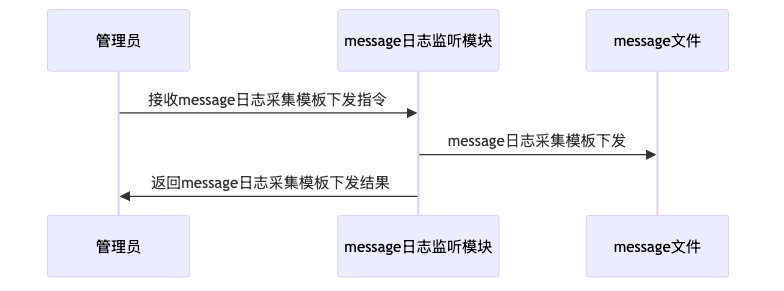 管理员
message日志监听模块
message文件
接收message日志采集模板下发指令
message日志采集模板下发
返回message日志采集模板下发结果
管理员
message日志监听模块
message文件